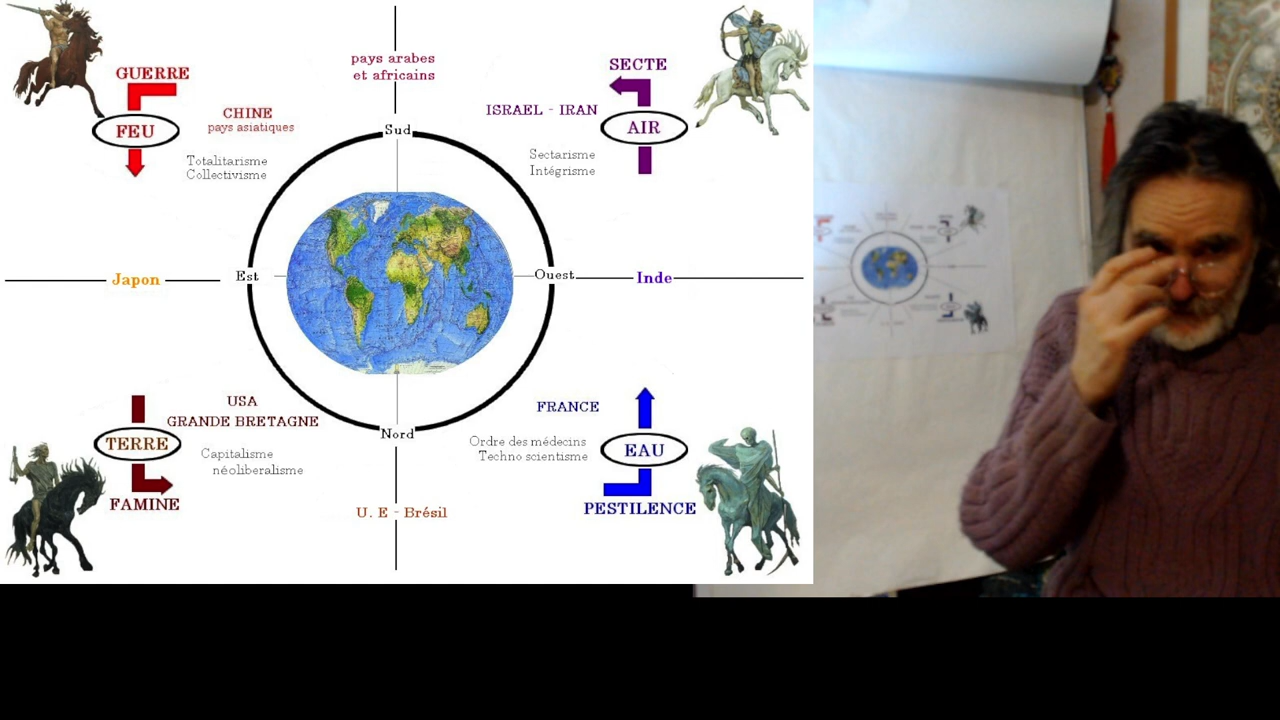 GUERRE
FEU
CHINE
pays asiatiques
Totalitarisme
Collectivisme
pays arabes
et africains
Sud
SECTE
ISRAEL - IRAN
AIR
Sectarisme
Intégrisme
Japon
Est
Ouest
Inde
USA
GRANDE BRETAGNE
TERRE
Capitalisme
néoliberalisme
FAMINE
Nord
U. E - Brésil
FRANCE
Ordre des médecins
Techno scientisme
EAU
PESTILENCE